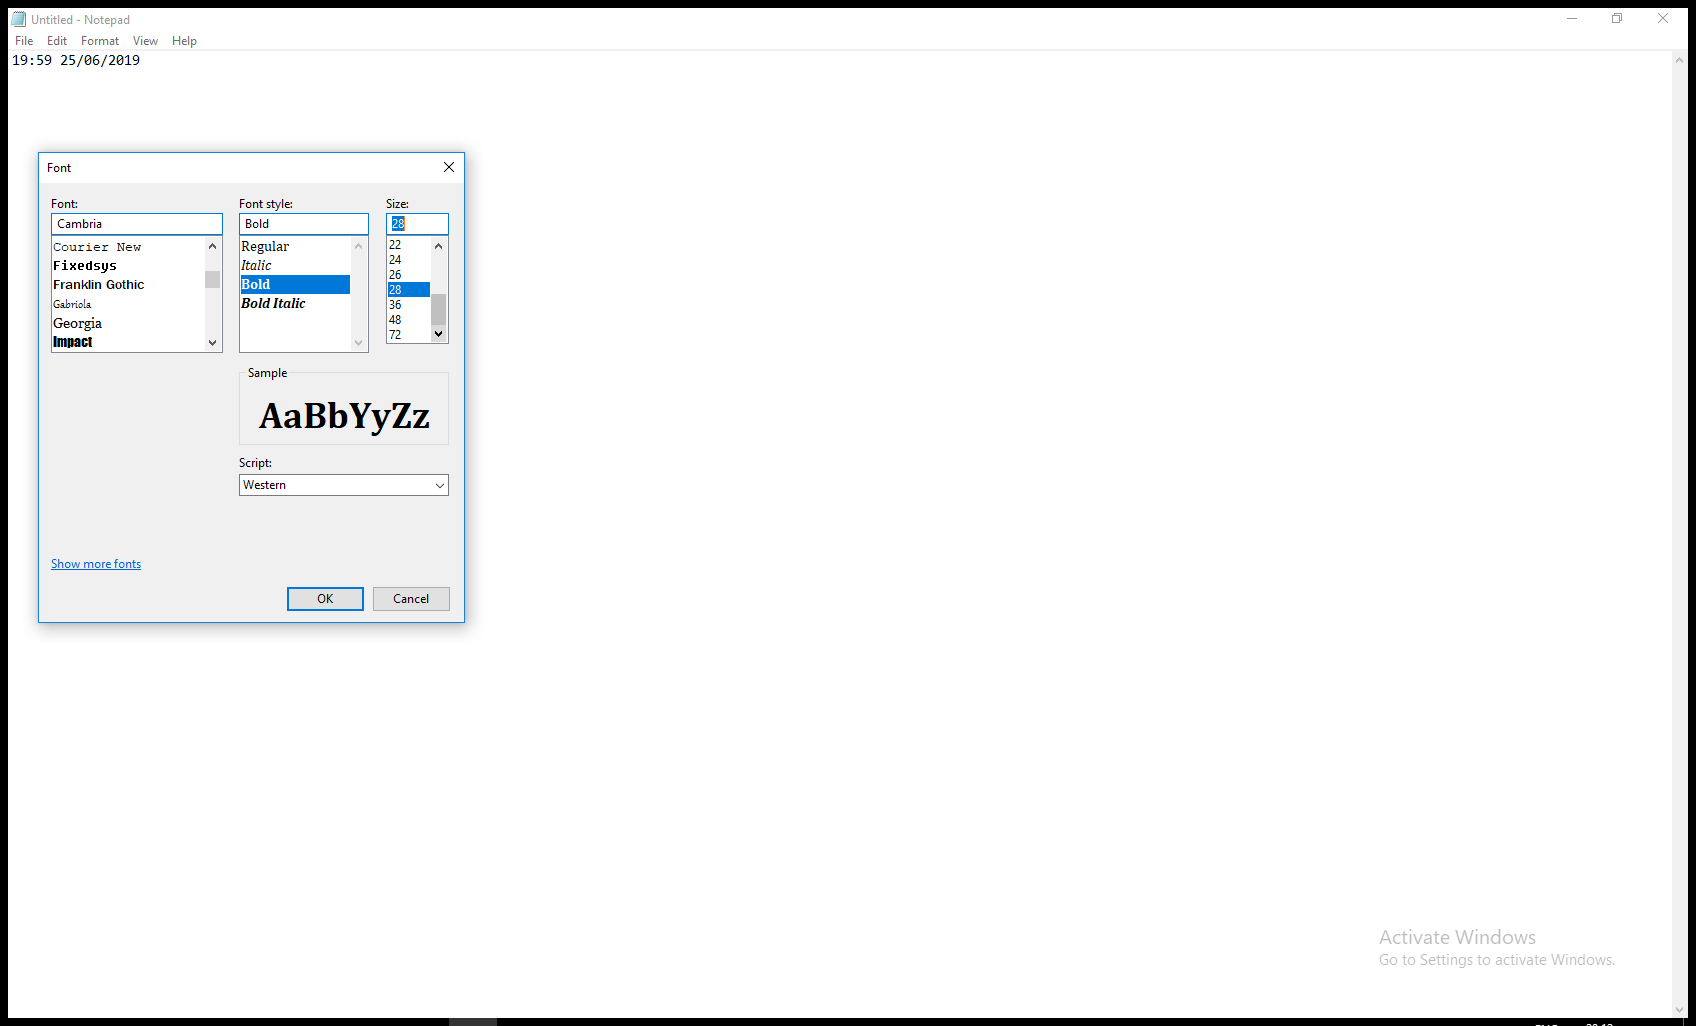 Untitled - Notepad
File Edit Format View Help
19:59 25/06/2019
Font
Font: Font style: Size:
Cambria Bold 28
Courier New
Fixedsys
Franklin Gothic
Gabriola
Georgia
Impact
Regular
Italic
Bold
Bold Italic
22
24
26
28
36
48
72
Sample
AaBbYyZz
Script:
Western
Show more fonts
OK Cancel
Activate Windows
Go to Settings to activate Windows.